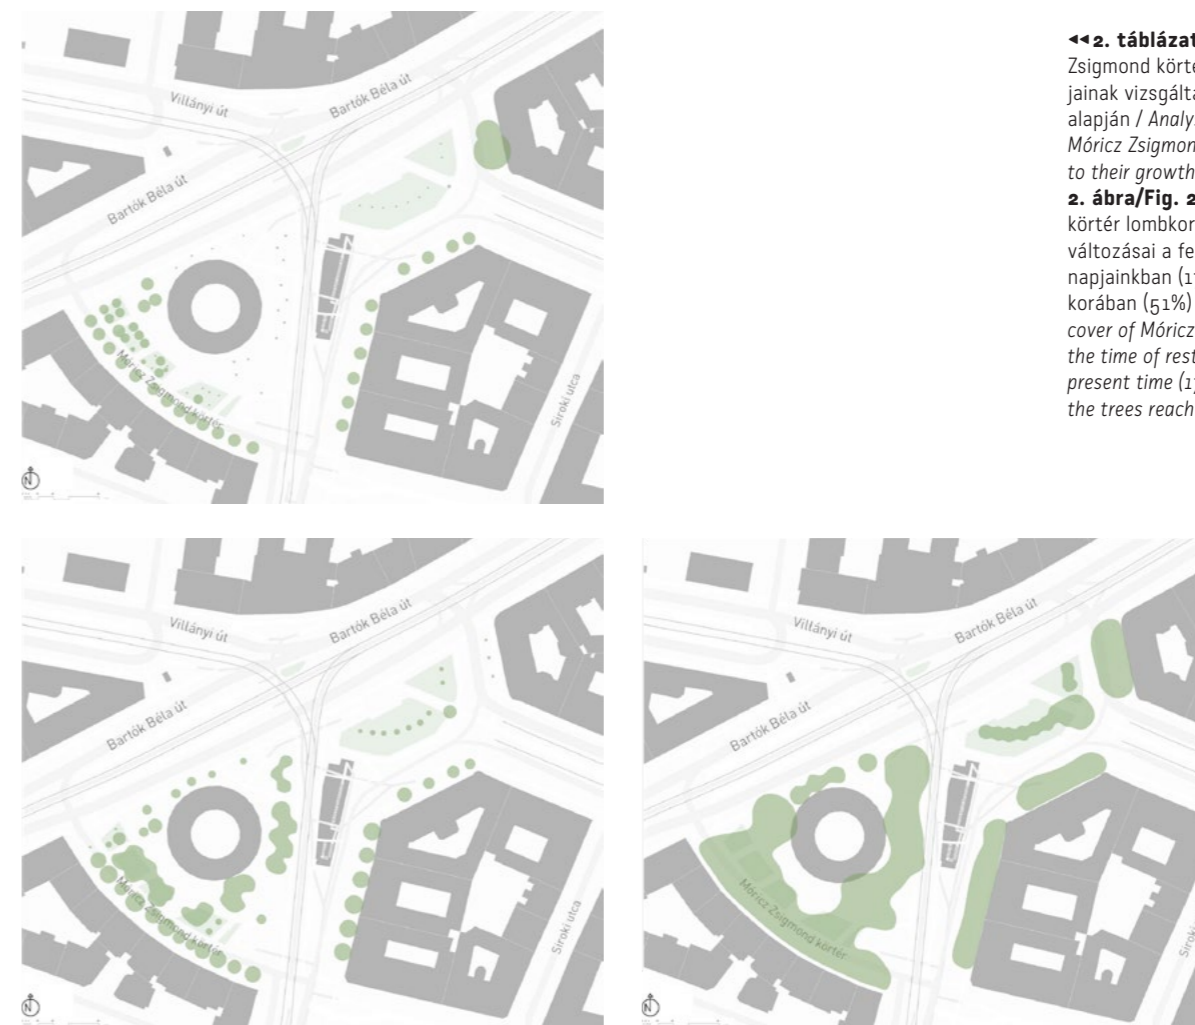 Villányi út
Bartók Béla út
Bartók Béla út
Móricz Zsigmond körtér
Siroki utca
N
◂◂2. táblázat
Zsigmond körté
jainak vizsgálta
alapján / Analy
Móricz Zsigmon
to their growth
2. ábra/Fig. 2
körtér lombkor
változásai a fe
napjainkban (1
korában (51%)
cover of Móricz
the time of rest
present time (1
the trees reach
Villányi út
Bartók Béla út
Bartók Béla út
Móricz Zsigmond körtér
Siroki utca
N
Villányi út
Bartók Béla út
Bartók Béla út
Móricz Zsigmond körtér
Siroki
N